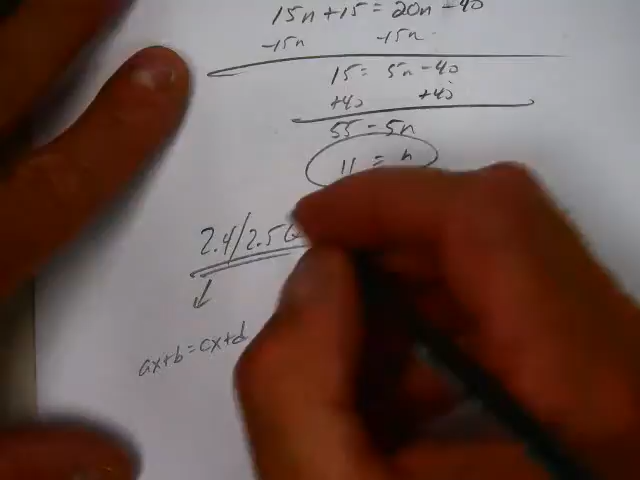 15n + 15 = 20n - 40
-15n -15n
15 = 5n - 40
+40 +40
55 = 5n
11 = n
2.4/2.5
ax+b=cx+d